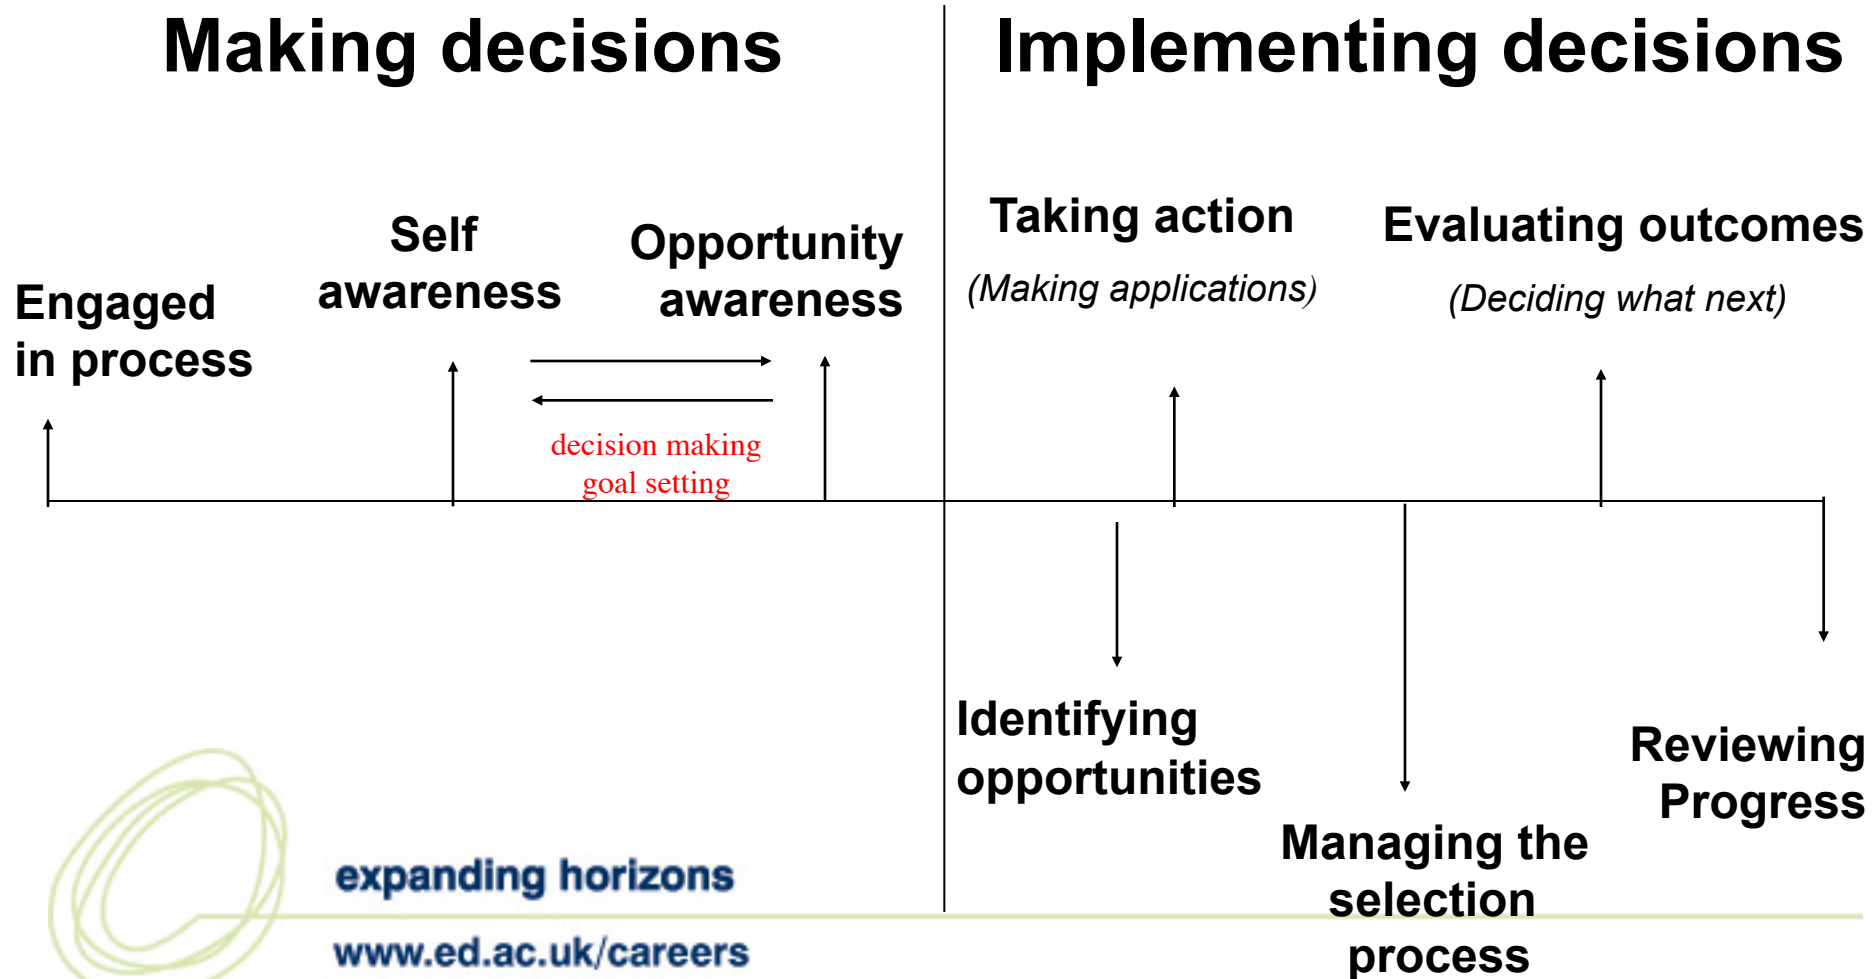 Making decisions
Implementing decisions
Engaged
in process
Self
awareness
Opportunity
awareness
decision making
goal setting
Taking action
(Making applications)
Evaluating outcomes
(Deciding what next)
Identifying
opportunities
Managing the
selection
process
Reviewing
Progress
expanding horizons
www.ed.ac.uk/careers